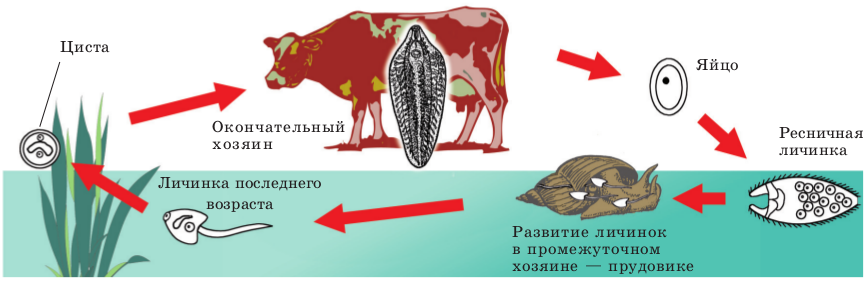 Циста
Окончательный
хозяин
Яйцо
Ресничная
личинка
Личинка последнего
возраста
Развитие личинок
в промежуточном
хозяине — прудовике